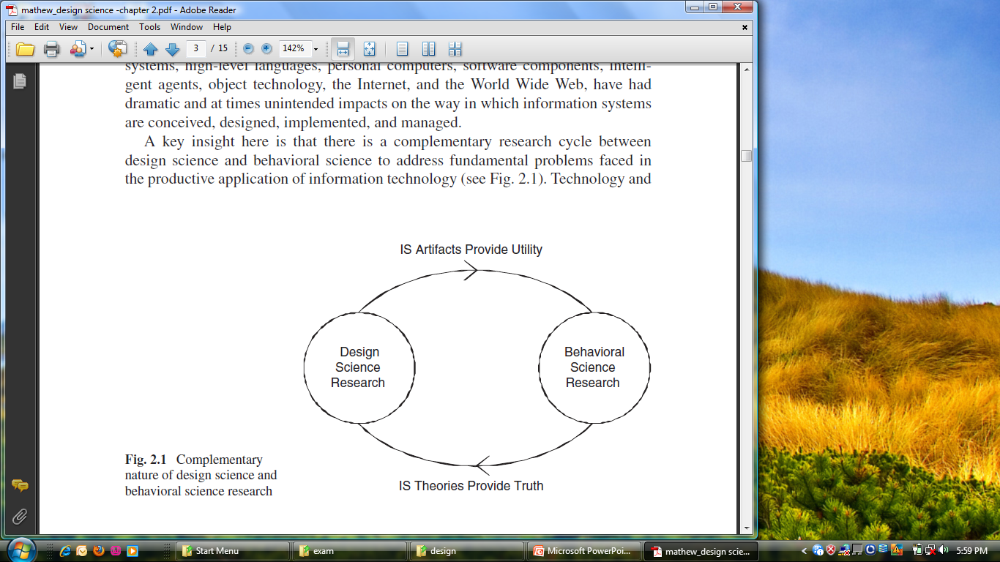 mathew_design science -chapter 2.pdf - Adobe Reader
File Edit View Document Tools Window Help
3 / 15 142%
systems, high-level languages, personal computers, software components, intelli-
gent agents, object technology, the Internet, and the World Wide Web, have had
dramatic and at times unintended impacts on the way in which information systems
are conceived, designed, implemented, and managed.
A key insight here is that there is a complementary research cycle between
design science and behavioral science to address fundamental problems faced in
the productive application of information technology (see Fig. 2.1). Technology and
IS Artifacts Provide Utility
Design
Science
Research
Behavioral
Science
Research
IS Theories Provide Truth
Fig. 2.1 Complementary
nature of design science and
behavioral science research
Start Menu
exam
design
Microsoft PowerPoi...
mathew_design scie...
5:59 PM